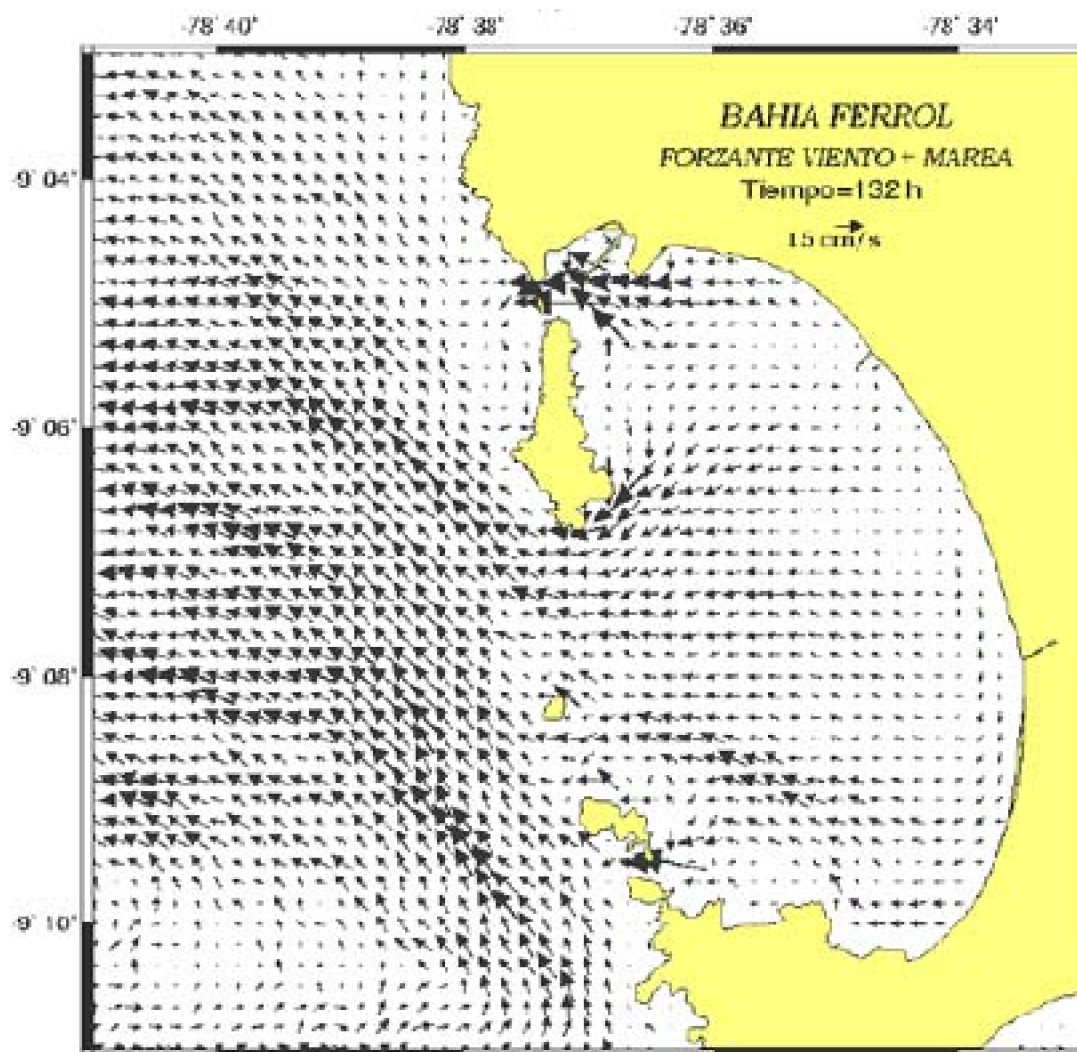 -78° 40'
-78° 38'
-78° 36'
-78° 34'
BAHIA FERROL
FORZANTE VIENTO + MAREA
Tiempo=132 h
15 cm/s
-9° 04'
-9° 06'
-9° 08'
-9° 10'